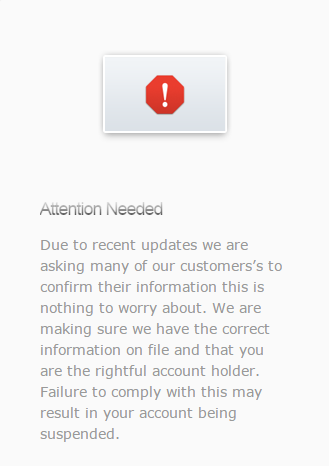 Attention Needed
Due to recent updates we are
asking many of our customers’s to
confirm their information this is
nothing to worry about. We are
making sure we have the correct
information on file and that you
are the rightful account holder.
Failure to comply with this may
result in your account being
suspended.